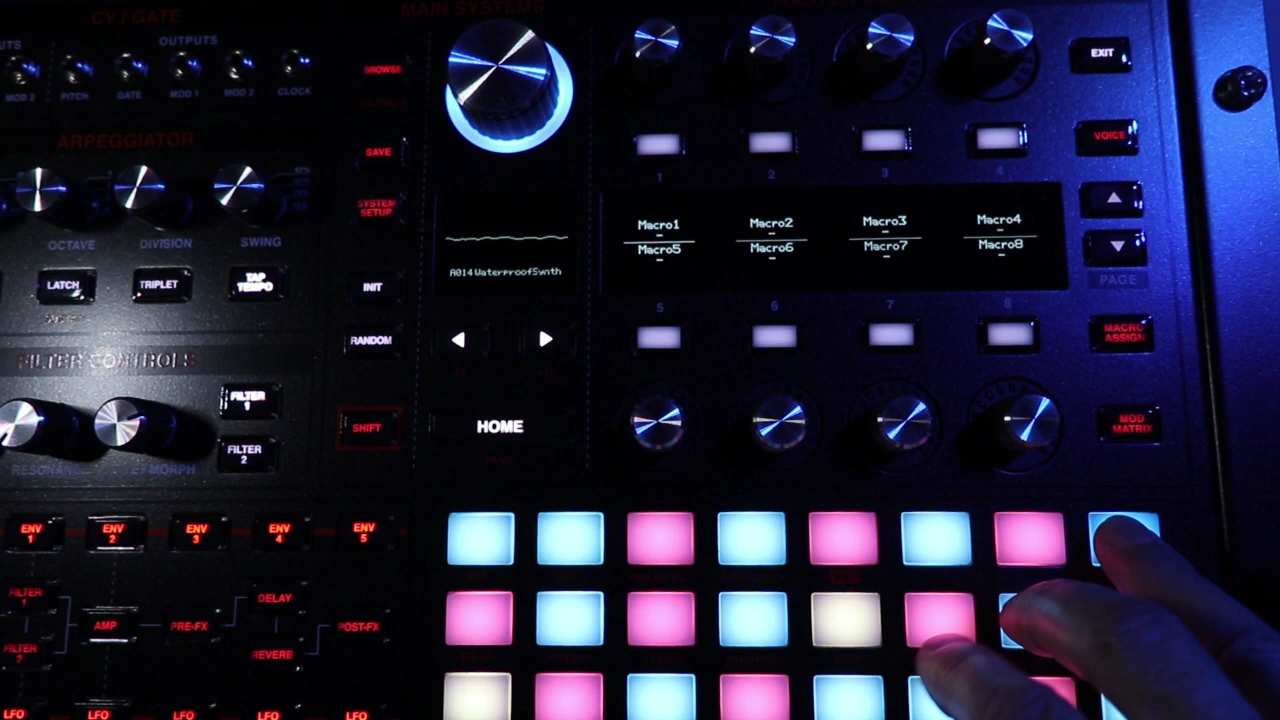 CV / GATE
MAIN SYSTEMS
OUTPUTS
MOD 2
PITCH
GATE
MOD 1
MOD 2
CLOCK
BROWSE
EXIT
ARPEGGIATOR
SAVE
VOICE
1
2
3
4
SYSTEM
SETUP
OCTAVE
DIVISION
SWING
Macro1
Macro2
Macro3
Macro4
Macro5
Macro6
Macro7
Macro8
A014 WaterproofSynth
LATCH
TRIPLET
TAP
TEMPO
INIT
PAGE
5
6
7
8
RANDOM
MACRO
ASSIGN
FILTER CONTROLS
FILTER
1
SHIFT
HOME
MOD
MATRIX
FILTER
2
RESONANCE
PANIC
ENV
1
ENV
2
ENV
3
ENV
4
ENV
5
FILTER
1
DELAY
AMP
PRE-FX
POST-FX
FILTER
2
REVERB
LFO
LFO
LFO
LFO
LFO